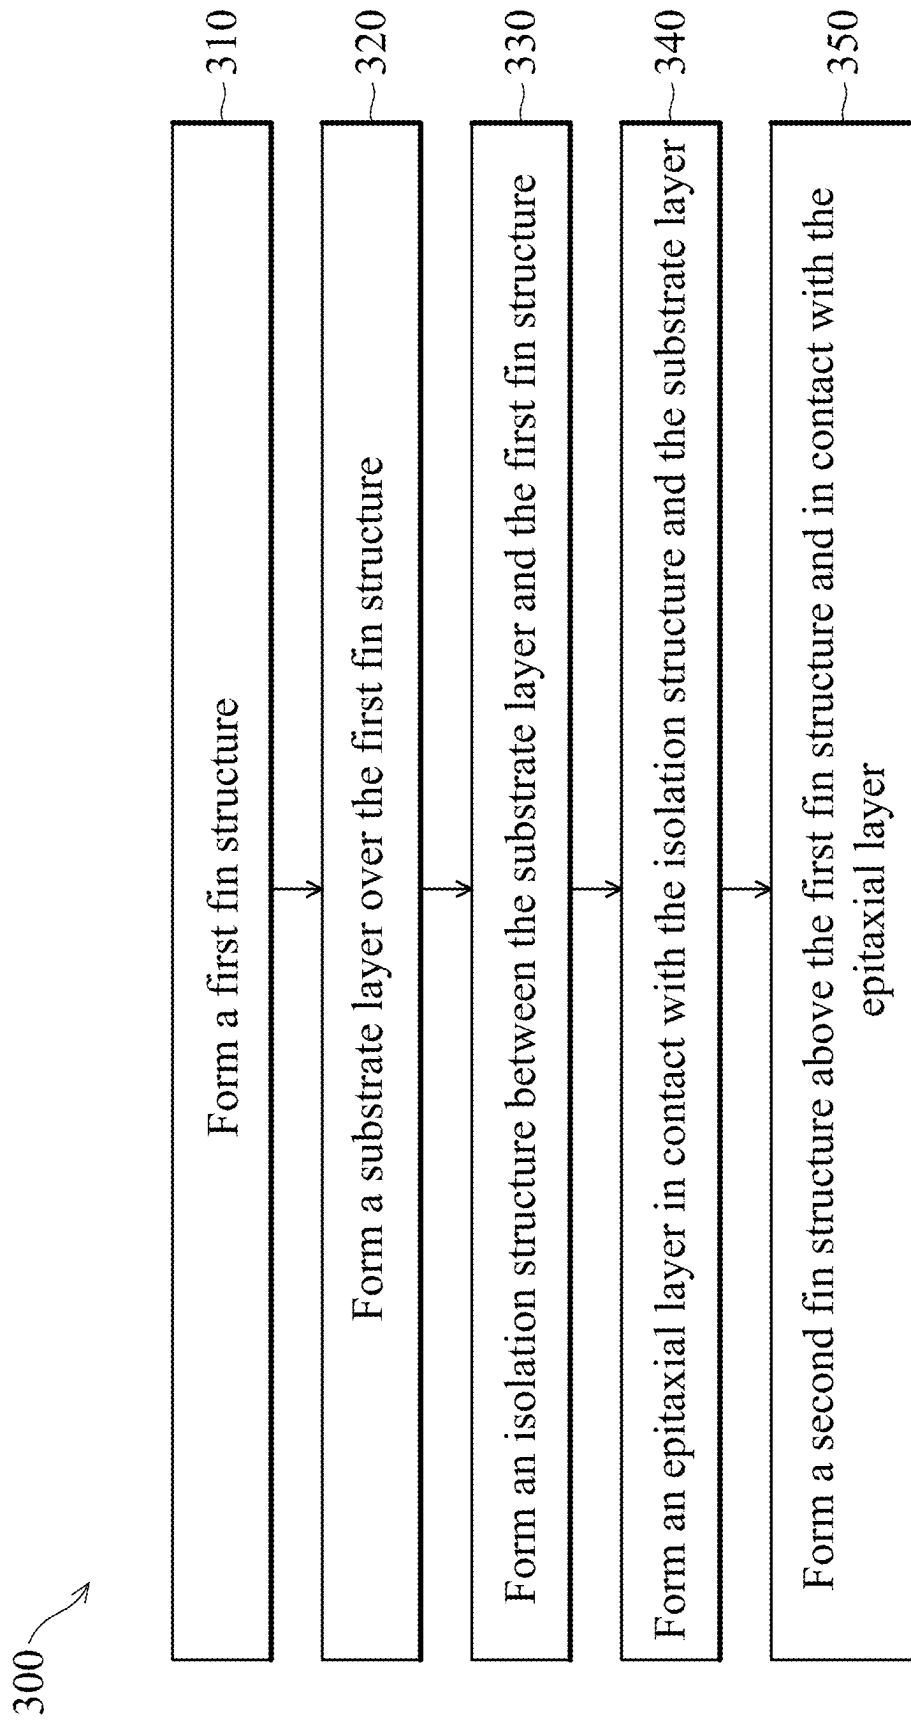 300
Form a first fin structure
310
Form a substrate layer over the first fin structure
320
Form an isolation structure between the substrate layer and the first fin structure
330
Form an epitaxial layer in contact with the isolation structure and the substrate layer
340
Form a second fin structure above the first fin structure and in contact with the
epitaxial layer
350